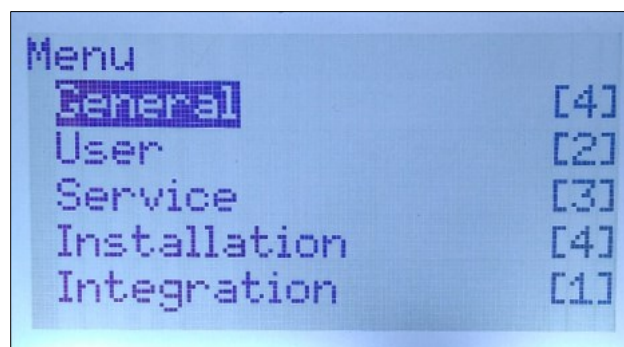 Menu
General [4]
User [2]
Service [3]
Installation [4]
Integration [1]